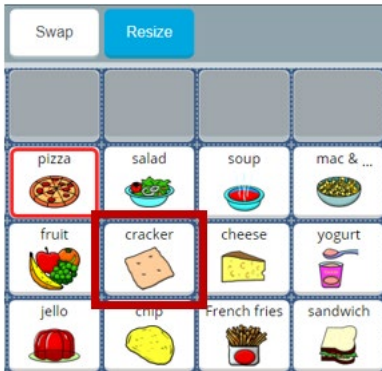 Swap Resize
pizza salad soup mac & ...
fruit cracker cheese yogurt
jello chip French fries sandwich